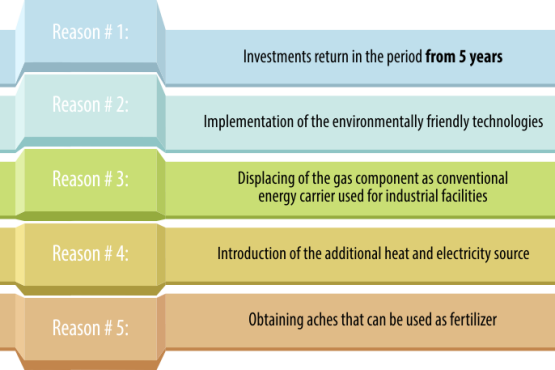 Reason # 1:
Investments return in the period from 5 years
Reason # 2:
Implementation of the environmentally friendly technologies
Reason # 3:
Displacing of the gas component as conventional
energy carrier used for industrial facilities
Reason # 4:
Introduction of the additional heat and electricity source
Reason # 5:
Obtaining aches that can be used as fertilizer